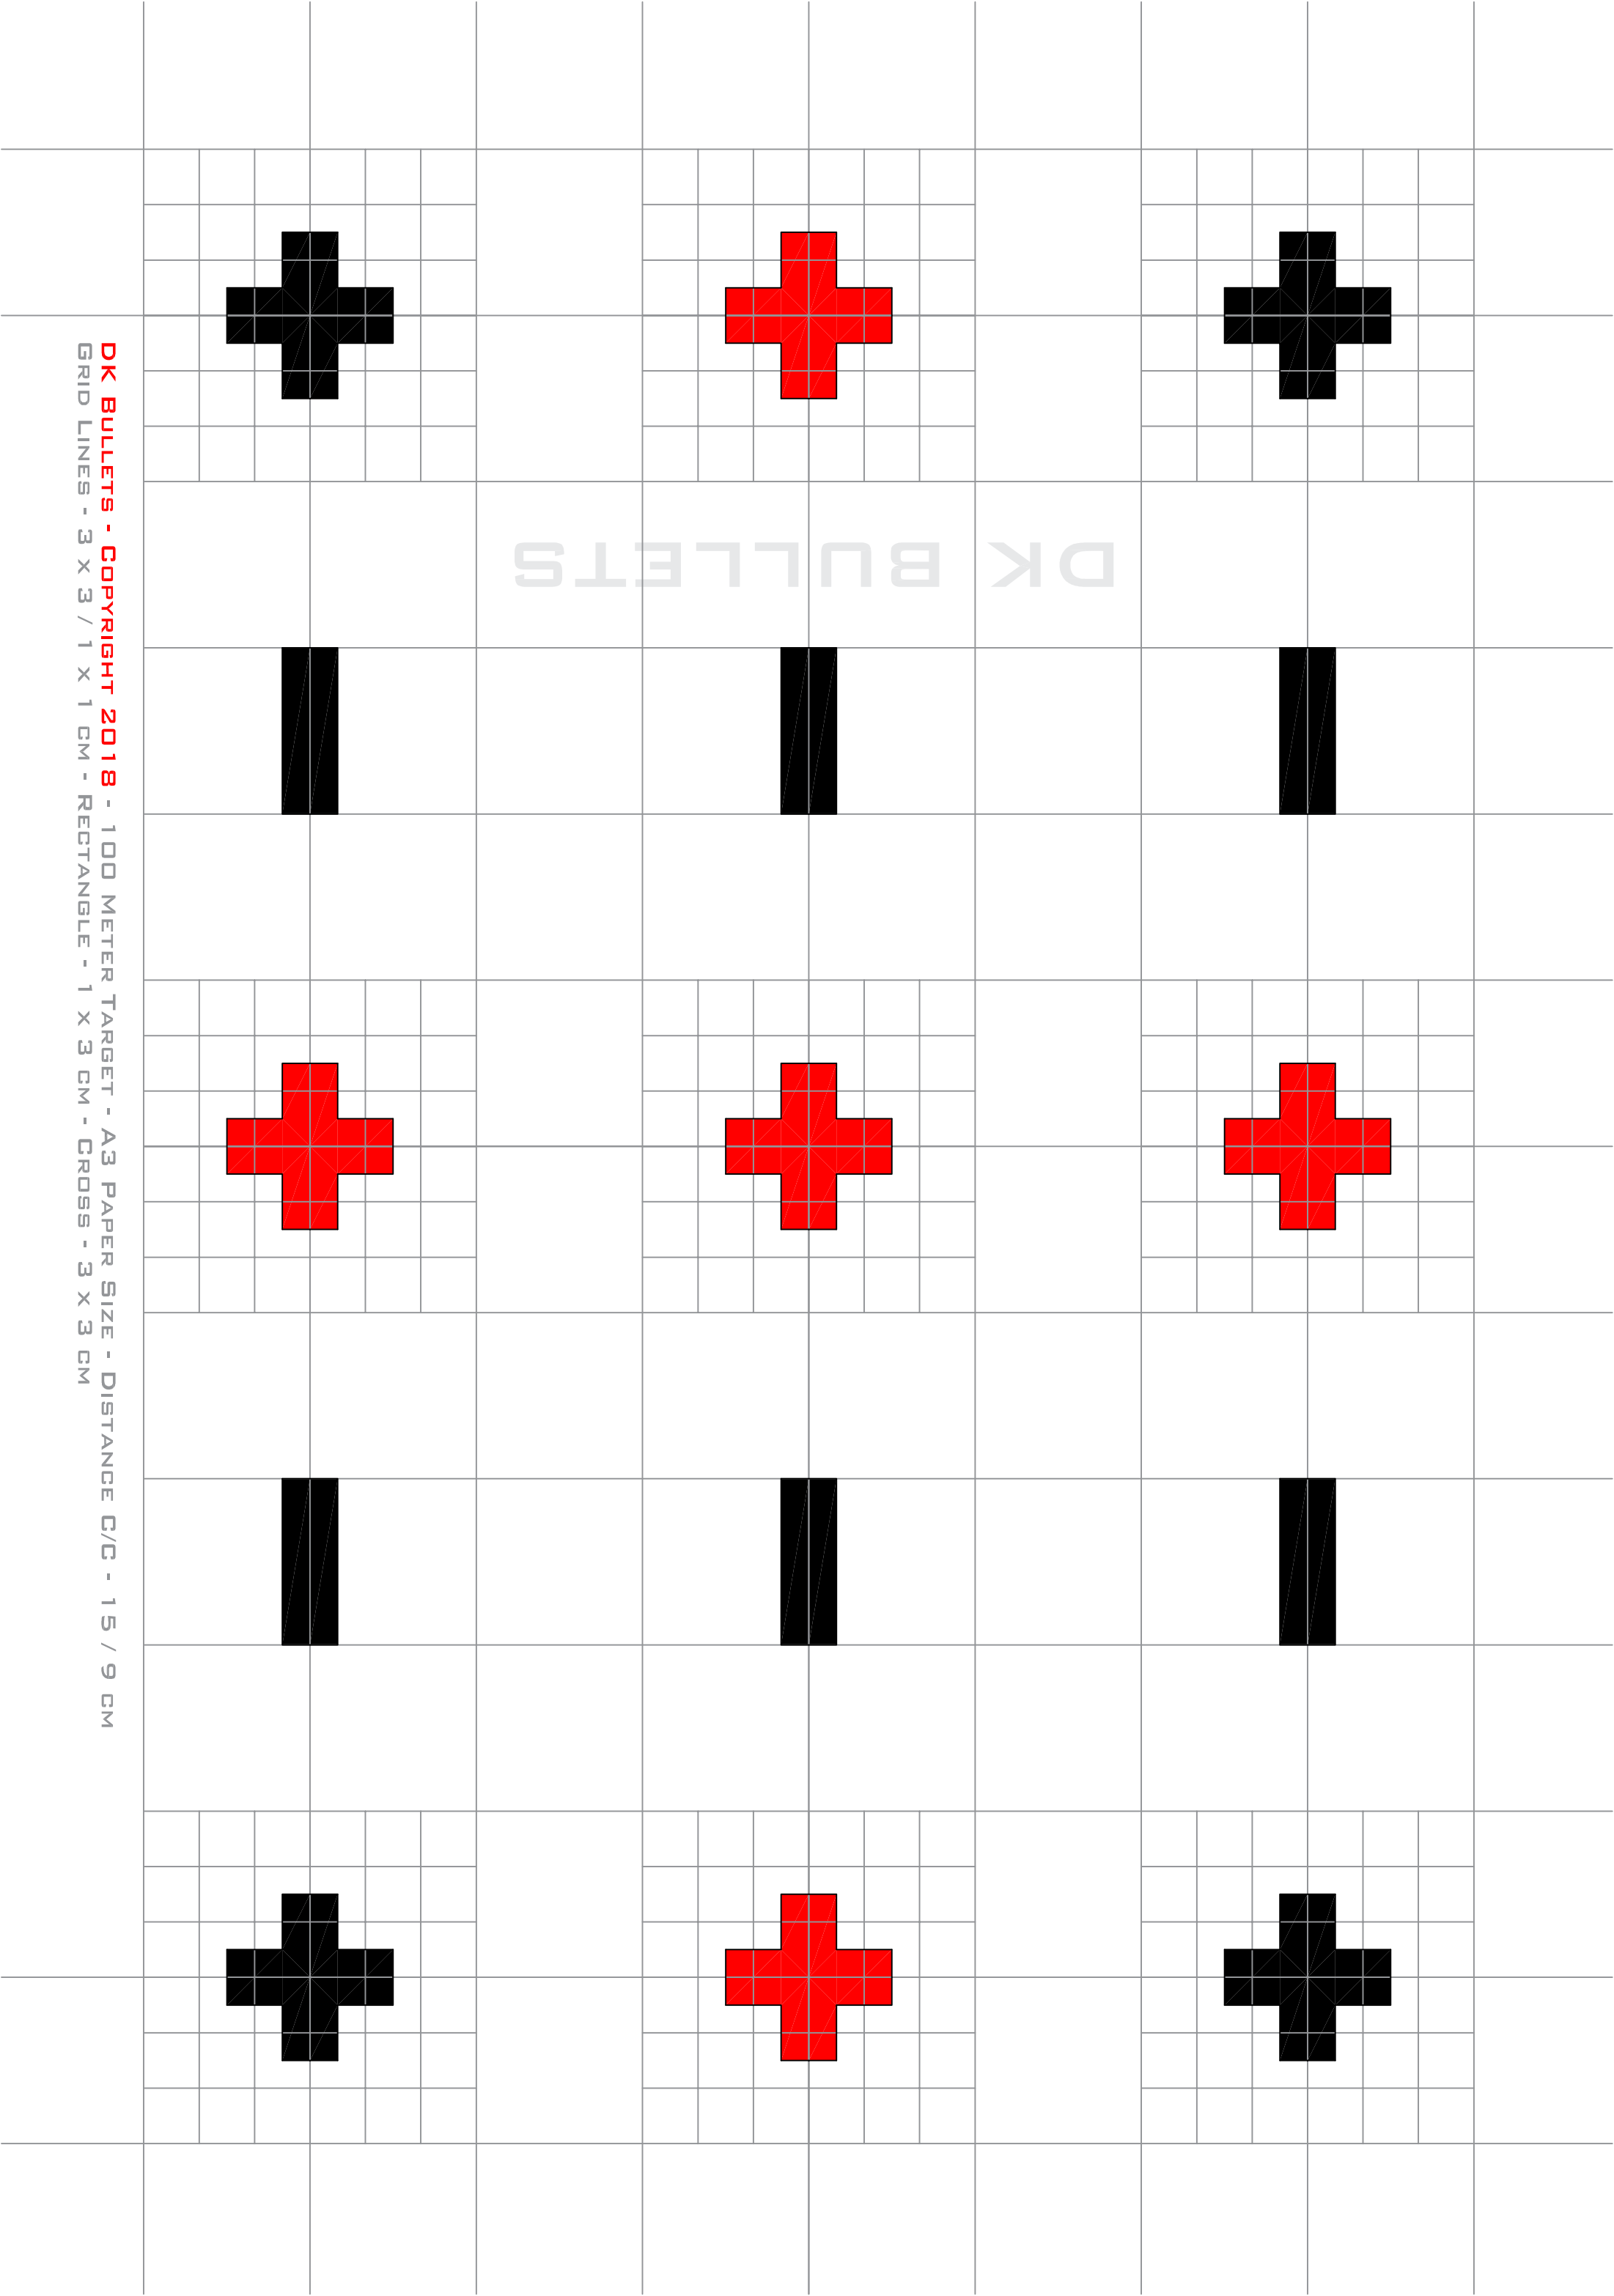 DK Bullets - Copyright 2018 - 100 Meter Target - A3 Paper Size - Distance C/C - 15 / 9 cm
Grid Lines - 3 x 3 / 1 x 1 cm - Rectangle - 1 x 3 cm - Cross - 3 x 3 cm
DK BULLETS